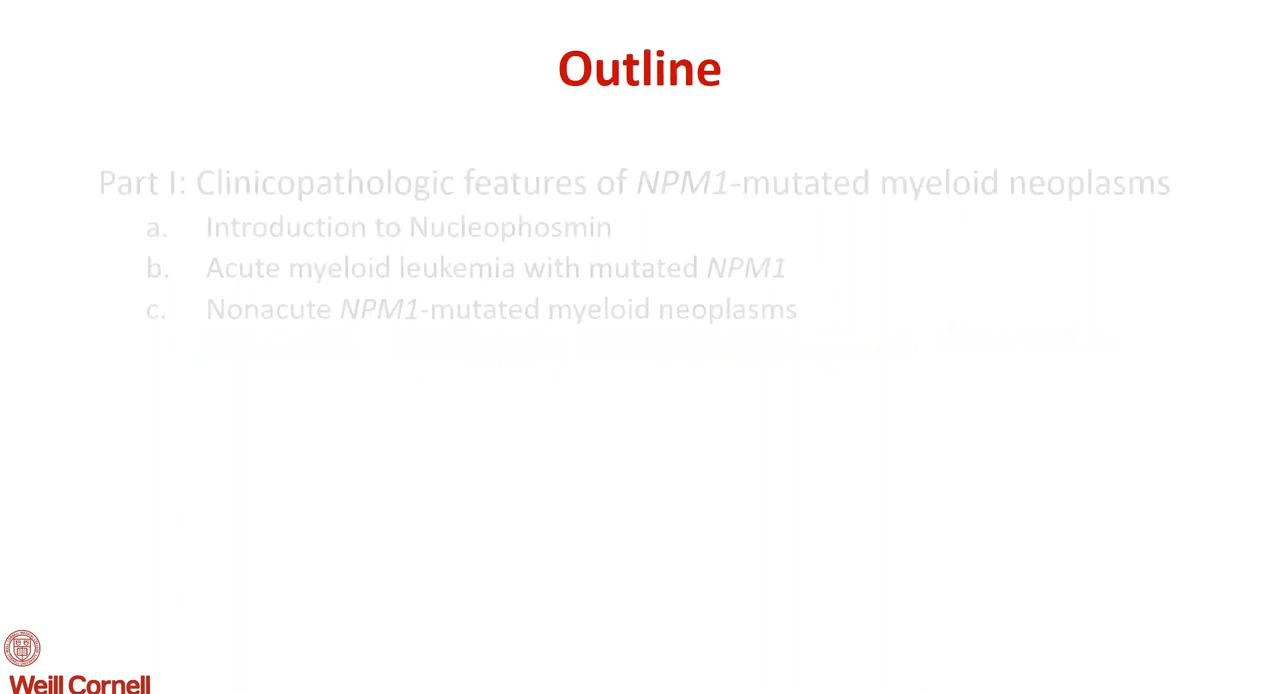 Outline
Part I: Clinicopathologic features of NPM1-mutated myeloid neoplasms
a. Introduction to Nucleophosmin
b. Acute myeloid leukemia with mutated NPM1
c. Nonacute NPM1-mutated myeloid neoplasms
Weill Cornell